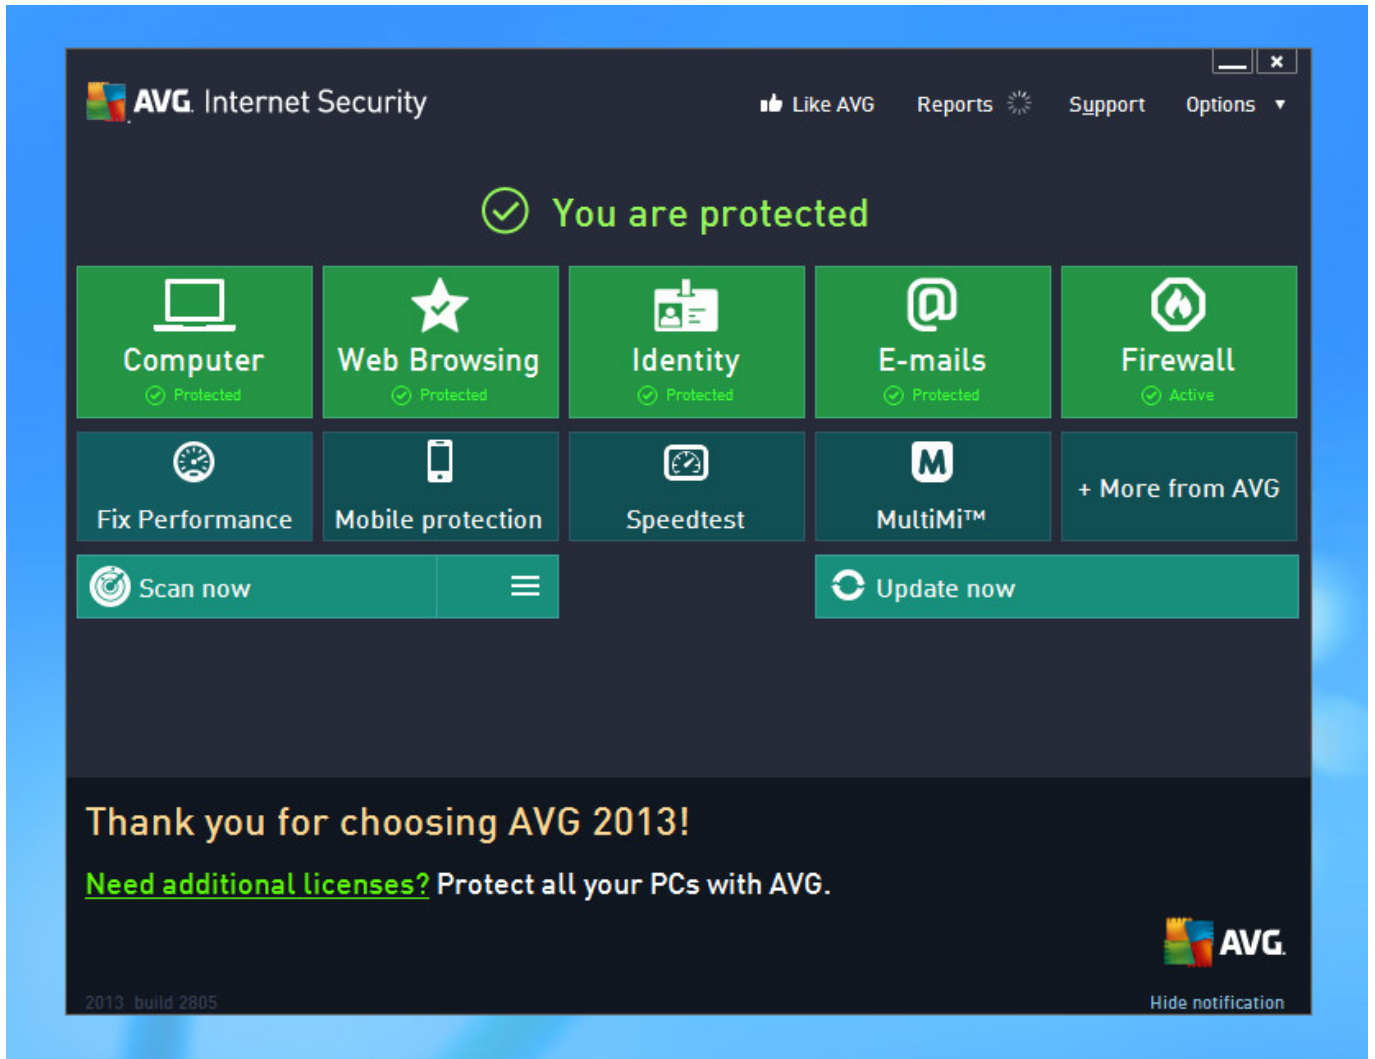 AVG. Internet Security
Like AVG Reports Support Options
You are protected
Computer
Protected
Web Browsing
Protected
Identity
Protected
E-mails
Protected
Firewall
Active
Fix Performance
Mobile protection
Speedtest
MultiMi™
+ More from AVG
Scan now
Update now
Thank you for choosing AVG 2013!
Need additional licenses? Protect all your PCs with AVG.
AVG.
2013 build 2805
Hide notification